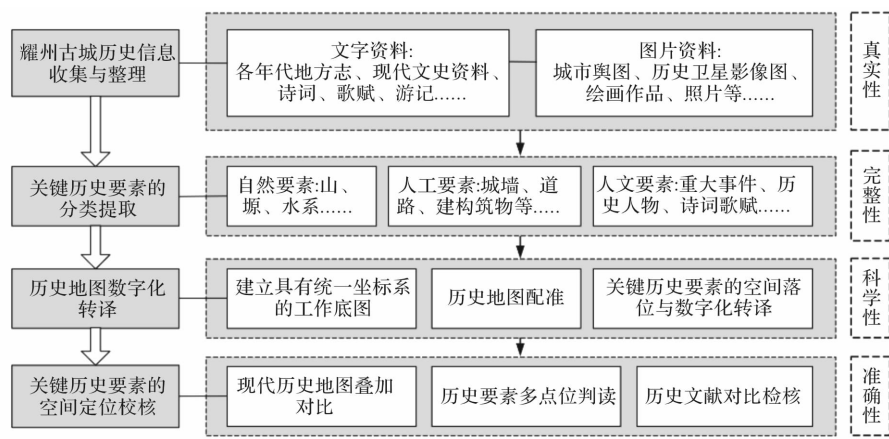 耀州古城历史信息
收集与整理
文字资料:
各年代地方志、现代文史资料、
诗词、歌赋、游记......
图片资料:
城市舆图、历史卫星影像图、
绘画作品、照片等......
真实性
关键历史要素的
分类提取
自然要素:山、
塬、水系......
人工要素:城墙、道
路、建构筑物等......
人文要素:重大事件、历
史人物、诗词歌赋......
完整性
历史地图数字化
转译
建立具有统一坐标系
的工作底图
历史地图配准
关键历史要素的空间落
位与数字化转译
科学性
关键历史要素的
空间定位校核
现代历史地图叠加
对比
历史要素多点位判读
历史文献对比检核
准确性